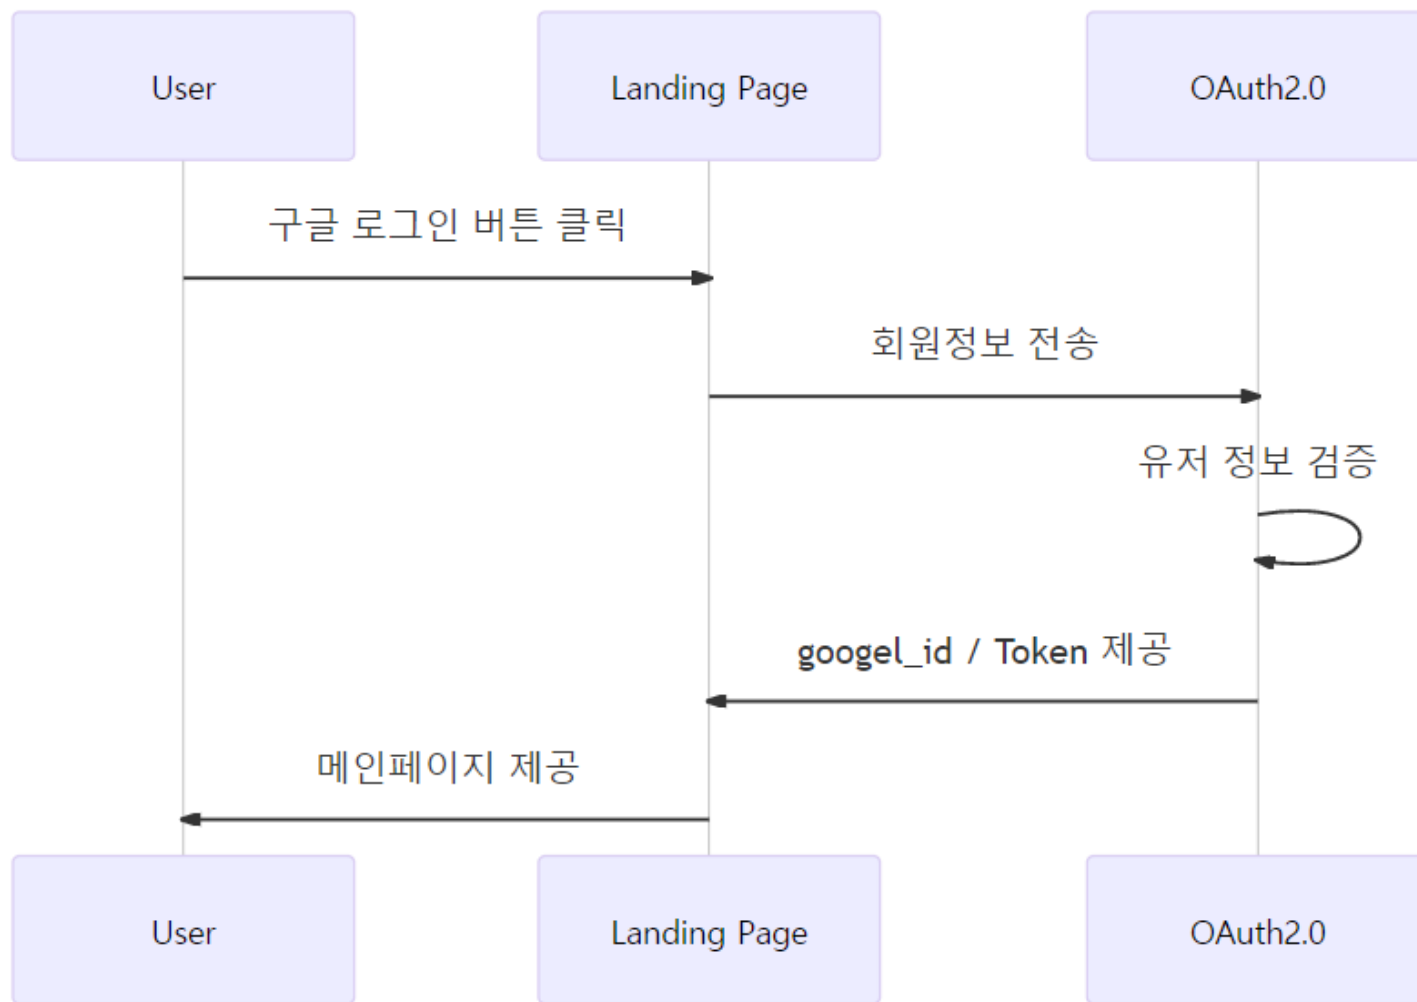 User
Landing Page
OAuth2.0
구글 로그인 버튼 클릭
회원정보 전송
유저 정보 검증
googel_id / Token 제공
메인페이지 제공
User
Landing Page
OAuth2.0